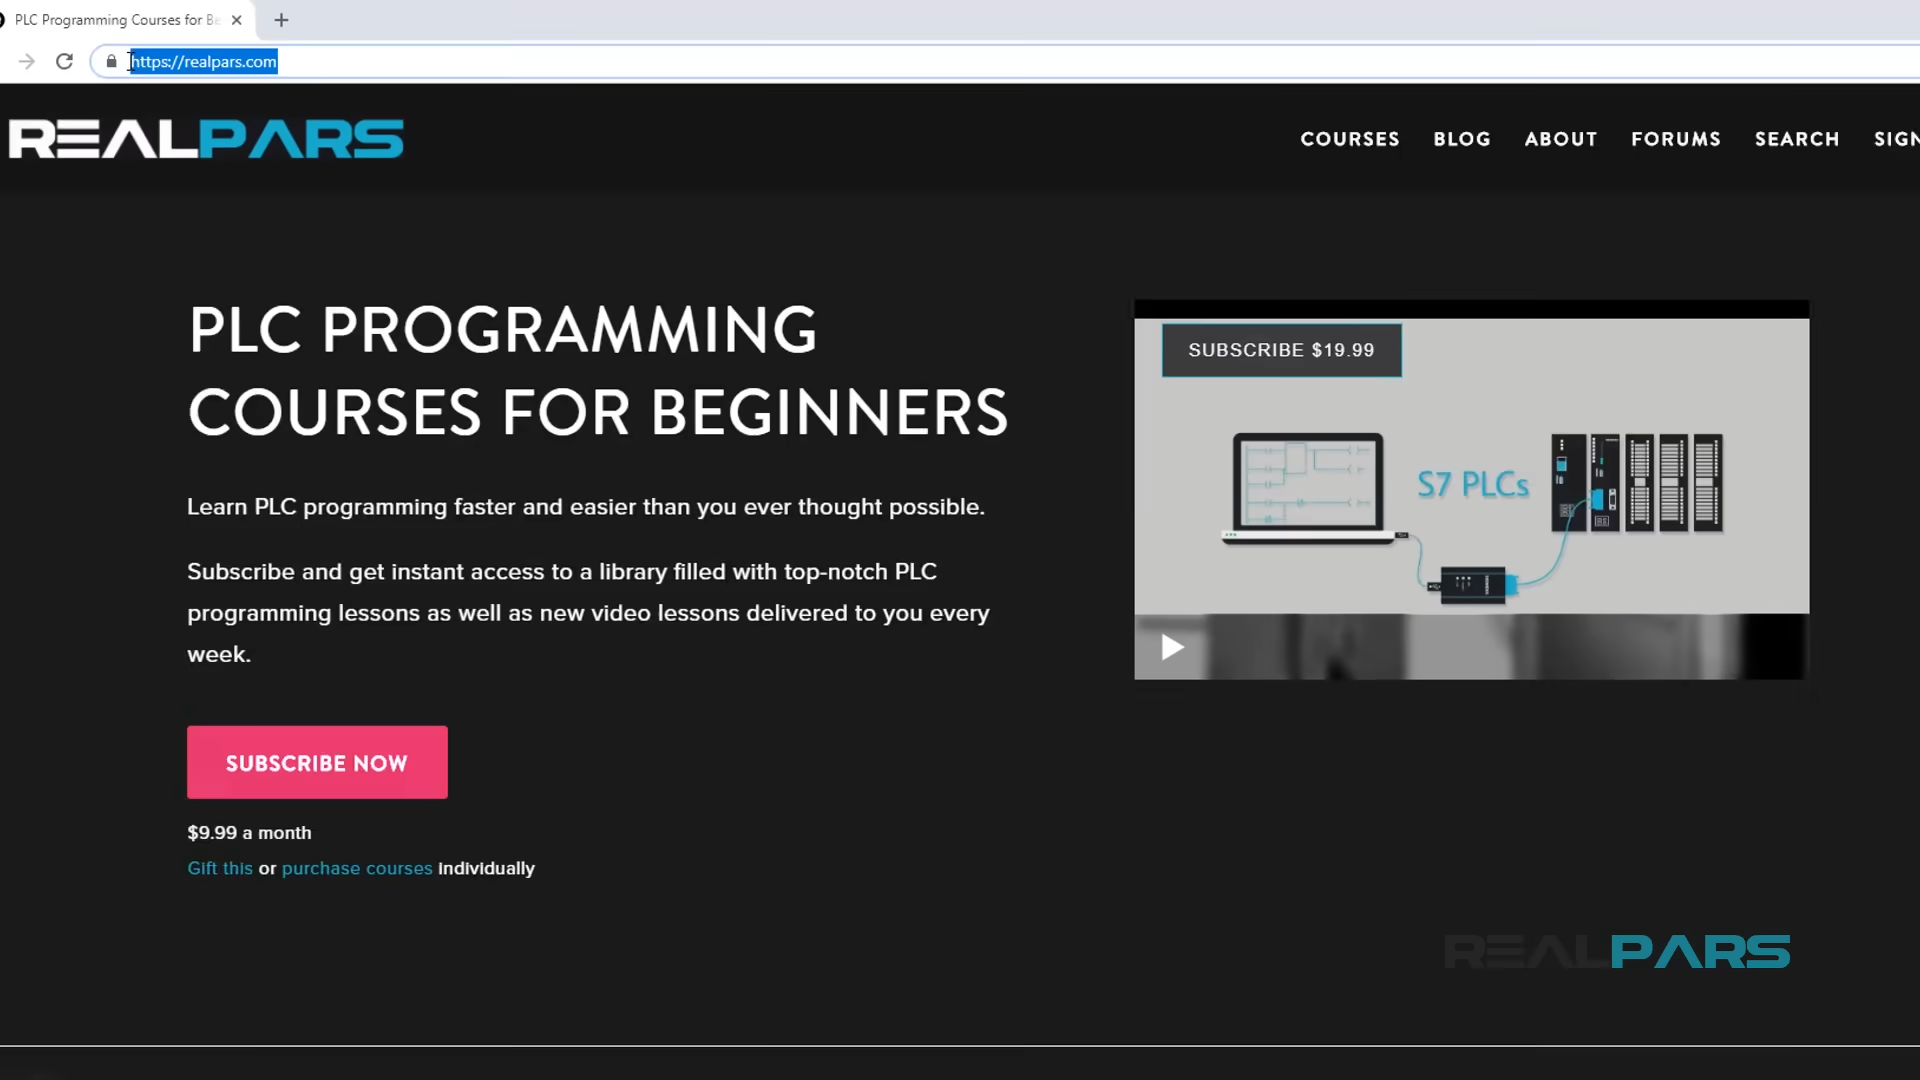 PLC Programming Courses for Be
https://realpars.com
REALPARS
COURSES BLOG ABOUT FORUMS SEARCH SIGN
PLC PROGRAMMING
COURSES FOR BEGINNERS
Learn PLC programming faster and easier than you ever thought possible.
Subscribe and get instant access to a library filled with top-notch PLC
programming lessons as well as new video lessons delivered to you every
week.
SUBSCRIBE NOW
$9.99 a month
Gift this or purchase courses individually
SUBSCRIBE $19.99
S7 PLCs
REALPARS